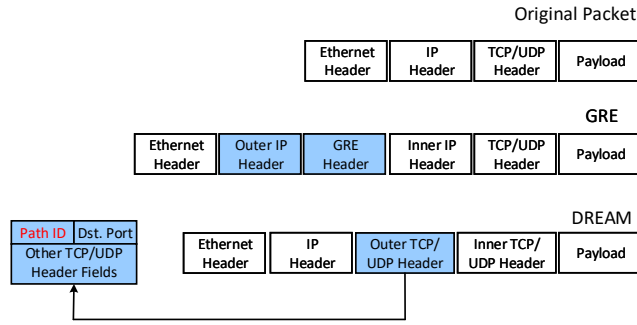 Original Packet
Ethernet Header
IP Header
TCP/UDP Header
Payload
GRE
Ethernet Header
Outer IP Header
GRE Header
Inner IP Header
TCP/UDP Header
Payload
DREAM
Path ID
Dst. Port
Other TCP/UDP Header Fields
Ethernet Header
IP Header
Outer TCP/ UDP Header
Inner TCP/ UDP Header
Payload